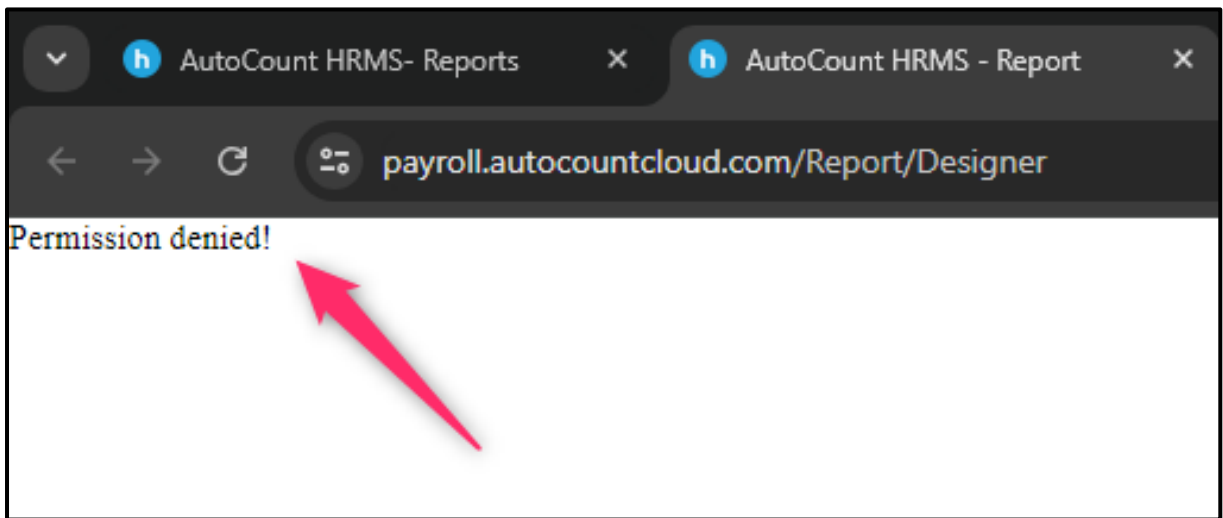 h AutoCount HRMS- Reports h AutoCount HRMS - Report
payroll.autocountcloud.com/Report/Designer
Permission denied!